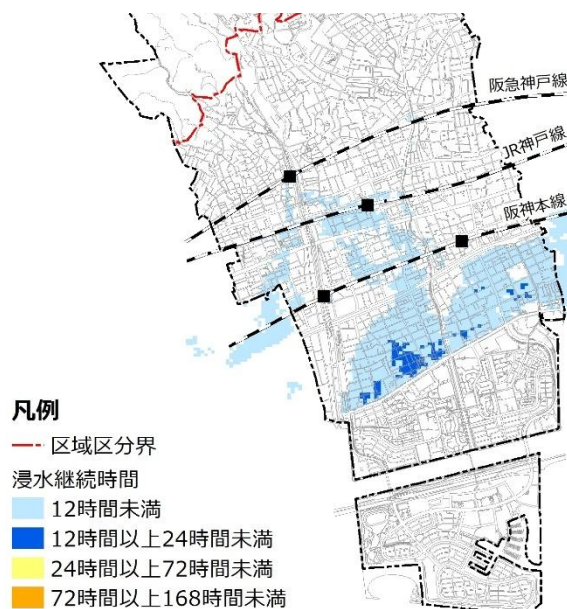 阪急神戸線
JR神戸線
阪神本線
凡例
区域区分界
浸水継続時間
12時間未満
12時間以上24時間未満
24時間以上72時間未満
72時間以上168時間未満